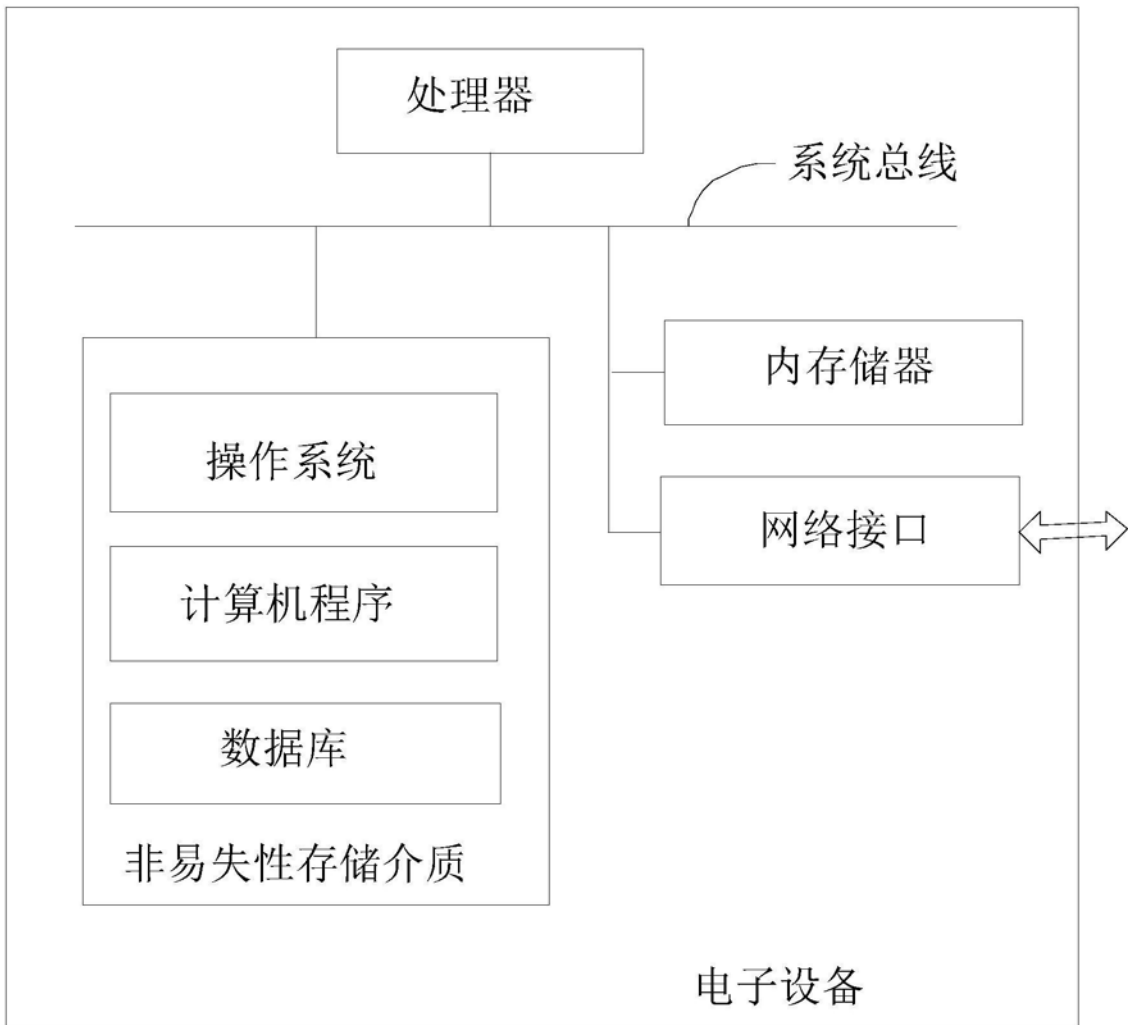 处理器
系统总线
内存储器
操作系统
网络接口
计算机程序
数据库
非易失性存储介质
电子设备